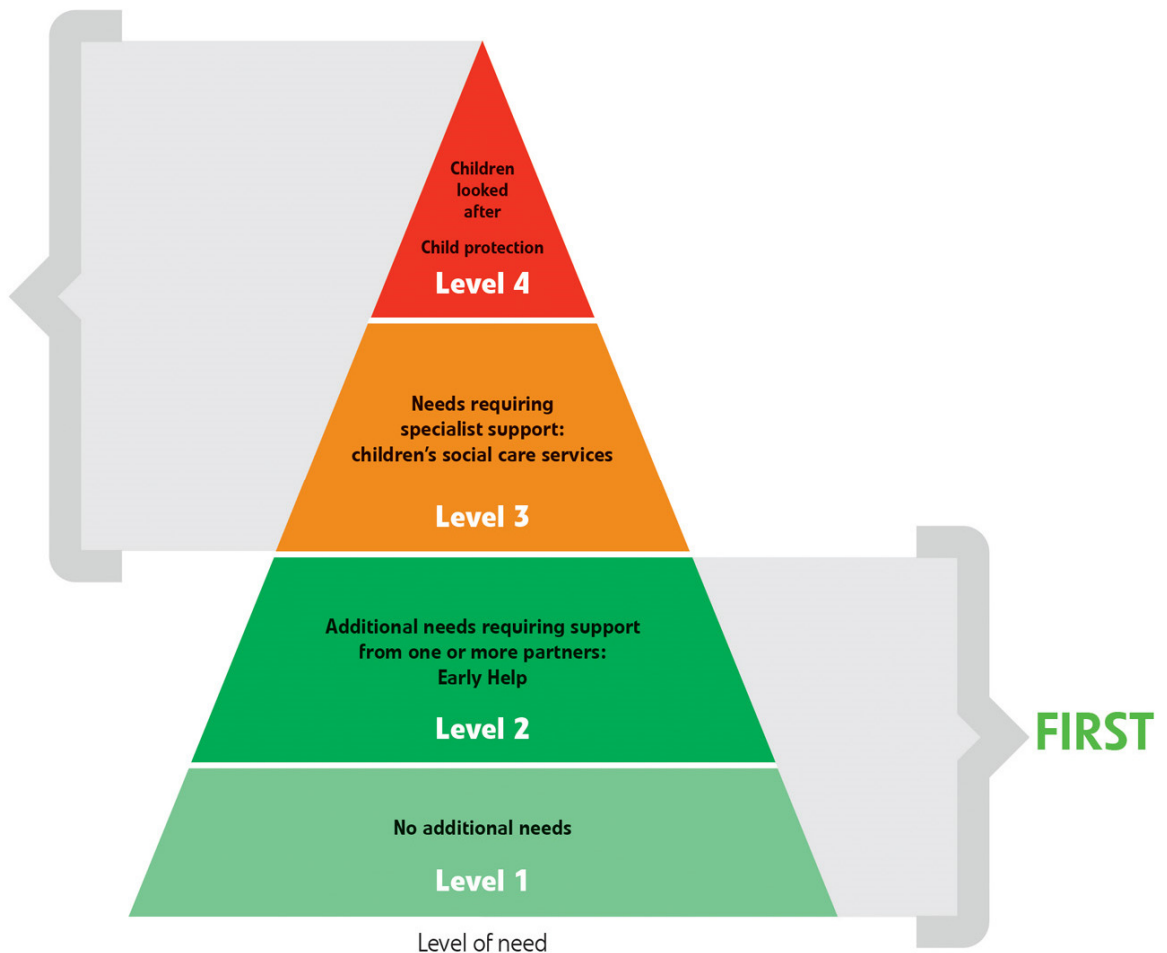 Children
looked
after
Child protection
Level 4
Needs requiring
specialist support:
children's social care services
Level 3
Additional needs requiring support
from one or more partners:
Early Help
Level 2
FIRST
No additional needs
Level 1
Level of need